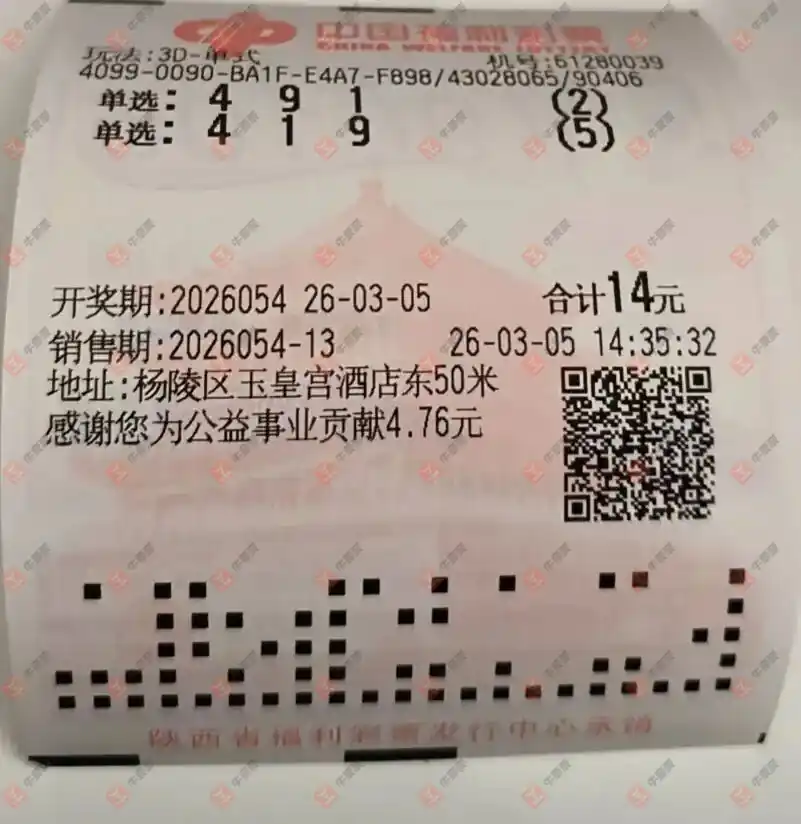 中国福利彩票
CHINA WELFARE LOTTERY
玩法:3D-单式 机号:61280039
4099-0090-BA1F-E4A7-F898/43028065/90406
单选: 4 9 1 (2)
单选: 4 1 9 (5)
开奖期:2026054 26-03-05 合计14元
销售期:2026054-13 26-03-05 14:35:32
地址:杨陵区玉皇宫酒店东50米
感谢您为公益事业贡献4.76元
陕西省福利彩票发行中心承销